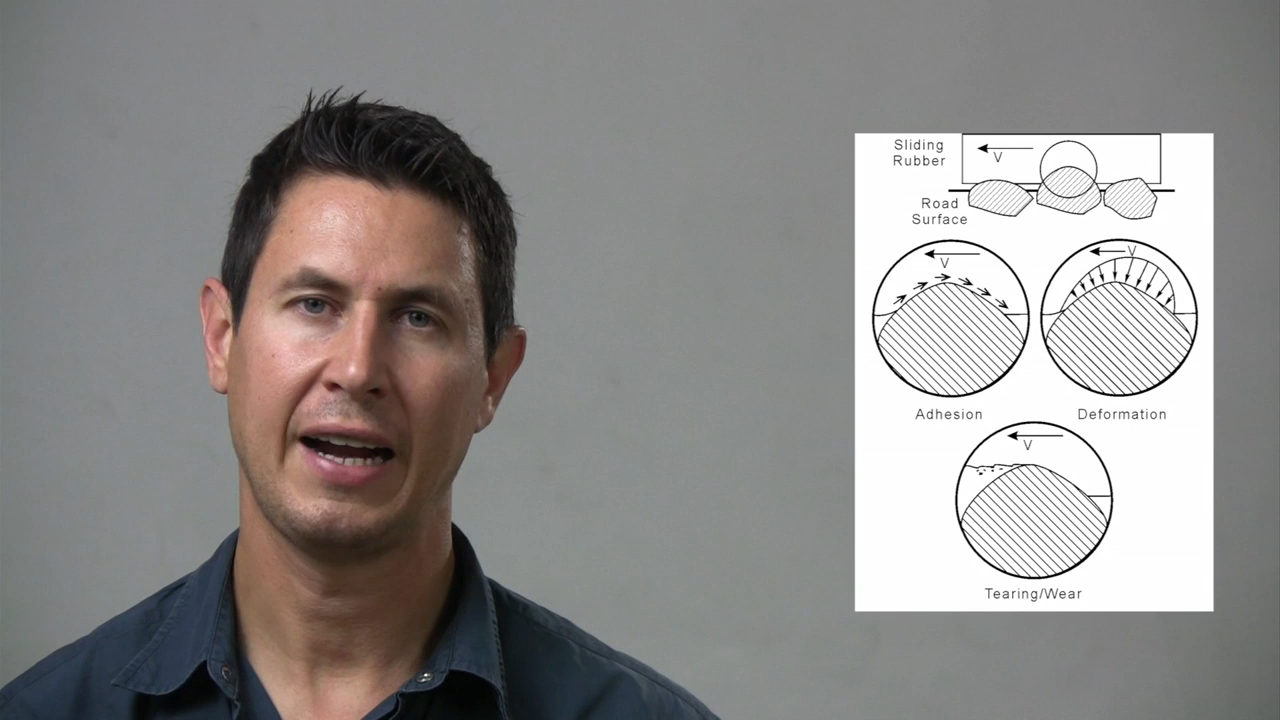 Sliding
Rubber
V
Road
Surface
V
V
Adhesion
Deformation
V
Tearing/Wear